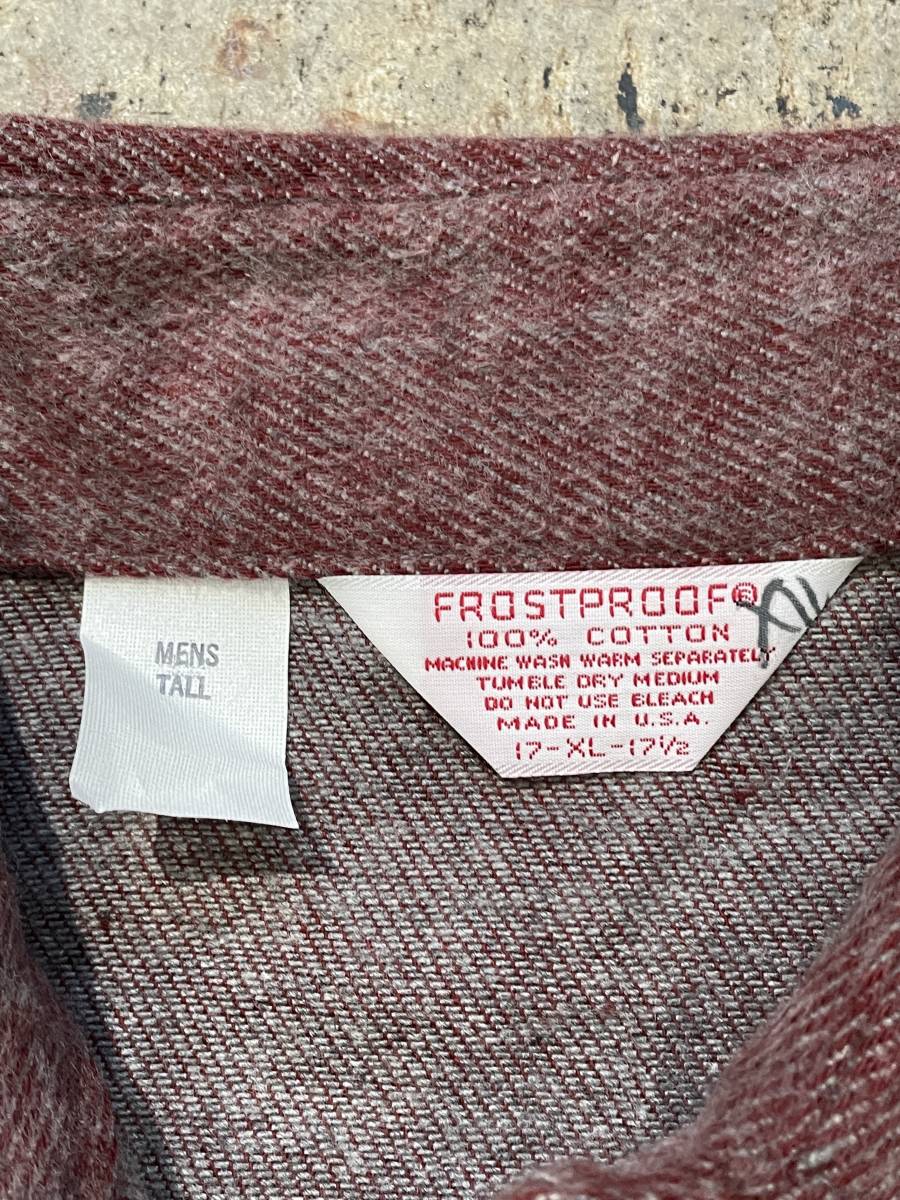 MENS
TALL
FROSTPROOF®
100% COTTON
MACHINE WASH WARM SEPARATELY
TUMBLE DRY MEDIUM
DO NOT USE BLEACH
MADE IN U.S.A.
17-XL-17½